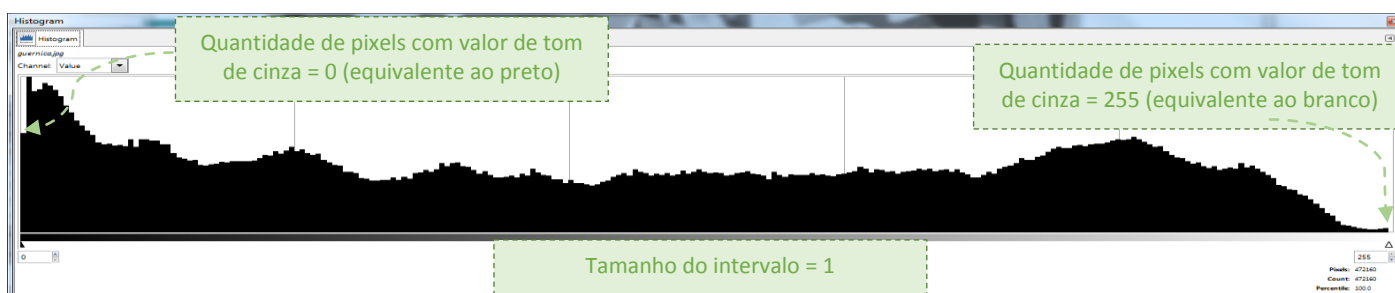 Histogram
Histogram
guernica.jpg
Channel: Value
Quantidade de pixels com valor de tom
de cinza = 0 (equivalente ao preto)
Quantidade de pixels com valor de tom
de cinza = 255 (equivalente ao branco)
Tamanho do intervalo = 1
0
255
Pixels: 472160
Count: 472160
Percentile: 100.0